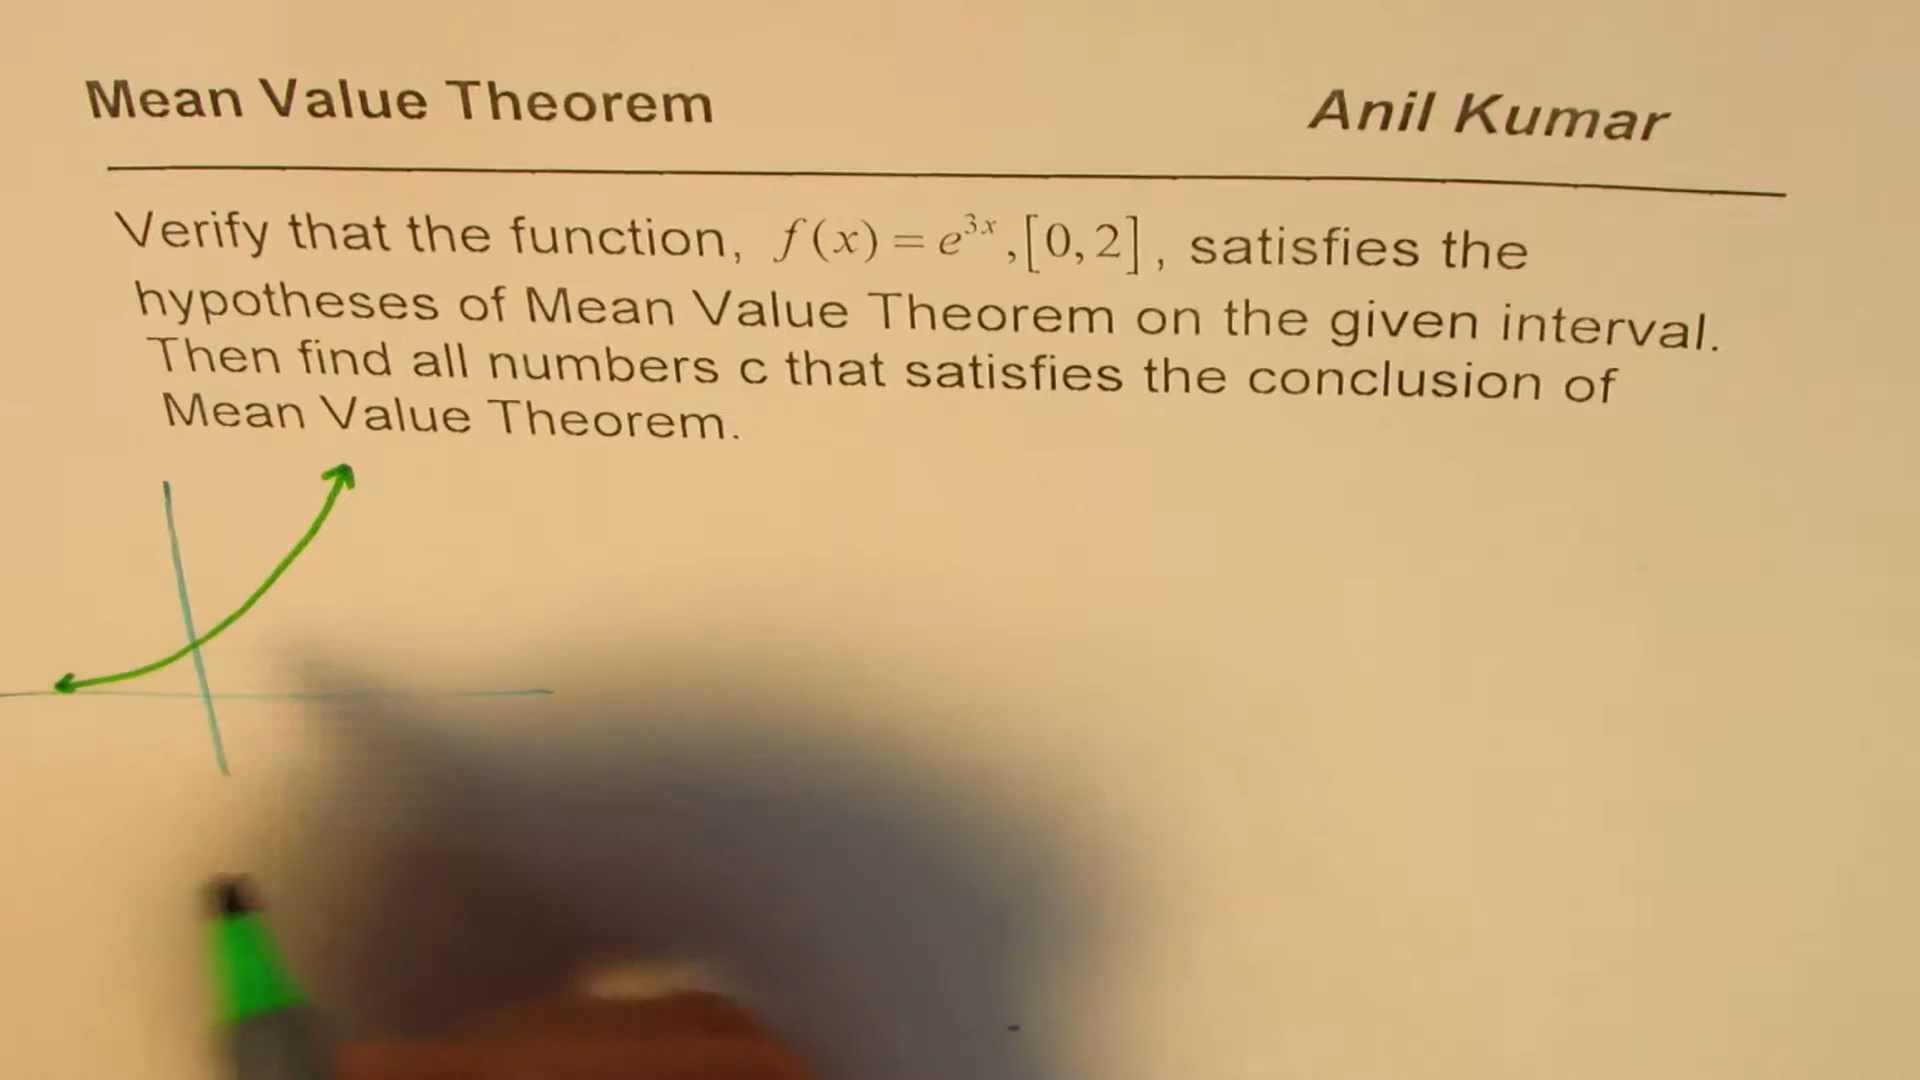 Mean Value Theorem Anil Kumar
Verify that the function, f(x) = e^{3x}, [0, 2], satisfies the
hypotheses of Mean Value Theorem on the given interval.
Then find all numbers c that satisfies the conclusion of
Mean Value Theorem.